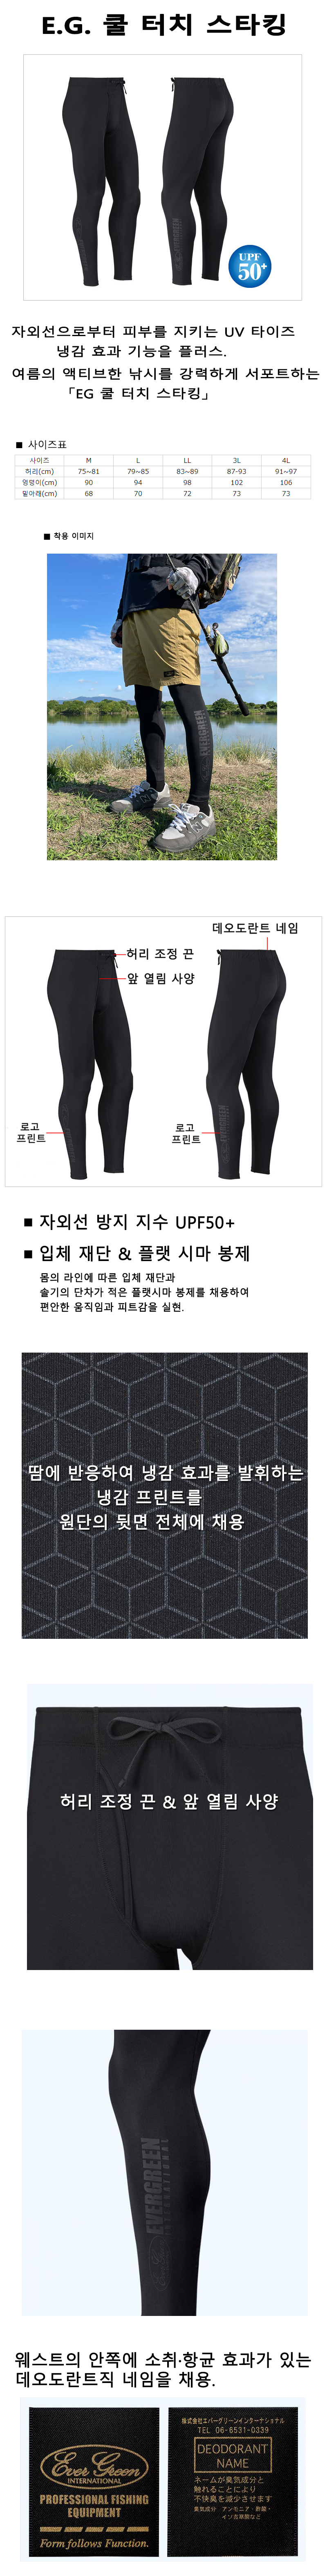 E.G. 쿨 터치 스타킹
UPF
50+
자외선으로부터 피부를 지키는 UV 타이즈
냉감 효과 기능을 플러스.
여름의 액티브한 낚시를 강력하게 서포트하는
「EG 쿨 터치 스타킹」
■ 사이즈표
사이즈 M L LL 3L 4L
허리(cm) 75~81 79~85 83~89 87-93 91~97
엉덩이(cm) 90 94 98 102 106
밑아래(cm) 68 70 72 73 73
■ 착용 이미지
EVERGREEN
데오도란트 네임
허리 조정 끈
앞 열림 사양
로고
프린트
로고
프린트
■ 자외선 방지 지수 UPF50+
■ 입체 재단 & 플랫 시마 봉제
몸의 라인에 따른 입체 재단과
솔기의 단차가 적은 플랫시마 봉제를 채용하여
편안한 움직임과 피트감을 실현.
땀에 반응하여 냉감 효과를 발휘하는
냉감 프린트를
원단의 뒷면 전체에 채용
허리 조정 끈 & 앞 열림 사양
EVERGREEN
INTERNATIONAL
웨스트의 안쪽에 소취·항균 효과가 있는
데오도란트직 네임을 채용.
Ever Green
INTERNATIONAL
PROFESSIONAL FISHING
EQUIPMENT
Form follows Function.
株式会社エバーグリーンインターナショナル
TEL 06-6531-0339
DEODORANT
NAME
ネームが臭気成分と
触れることにより
不快臭を減少させます
臭気成分 アンモニア・酢酸・
イソ吉草酸など